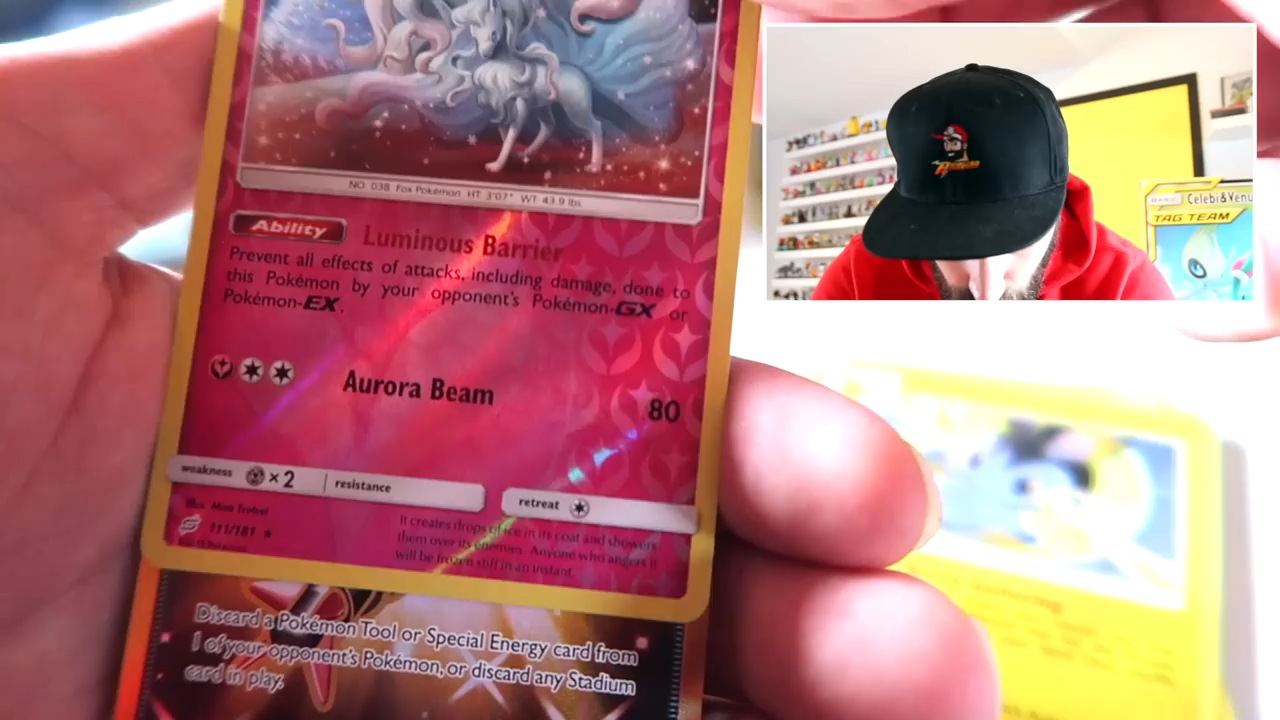 NO. 038 Fox Pokémon HT: 3'07" WT: 43.9 lbs.
Ability Luminous Barrier
Prevent all effects of attacks, including damage, done to
this Pokémon by your opponent's Pokémon-GX or
Pokémon-EX.
Aurora Beam 80
weakness ×2 resistance
retreat
Illus. Mina
111/181
It creates drops of ice in its coat and showers
them over its enemies. Anyone who angers it
will be frozen stiff in an instant.
Discard a Pokémon Tool or Special Energy card from
1 of your opponent's Pokémon, or discard any Stadium
card in play.
BASIC Celebi&Venu
TAG TEAM